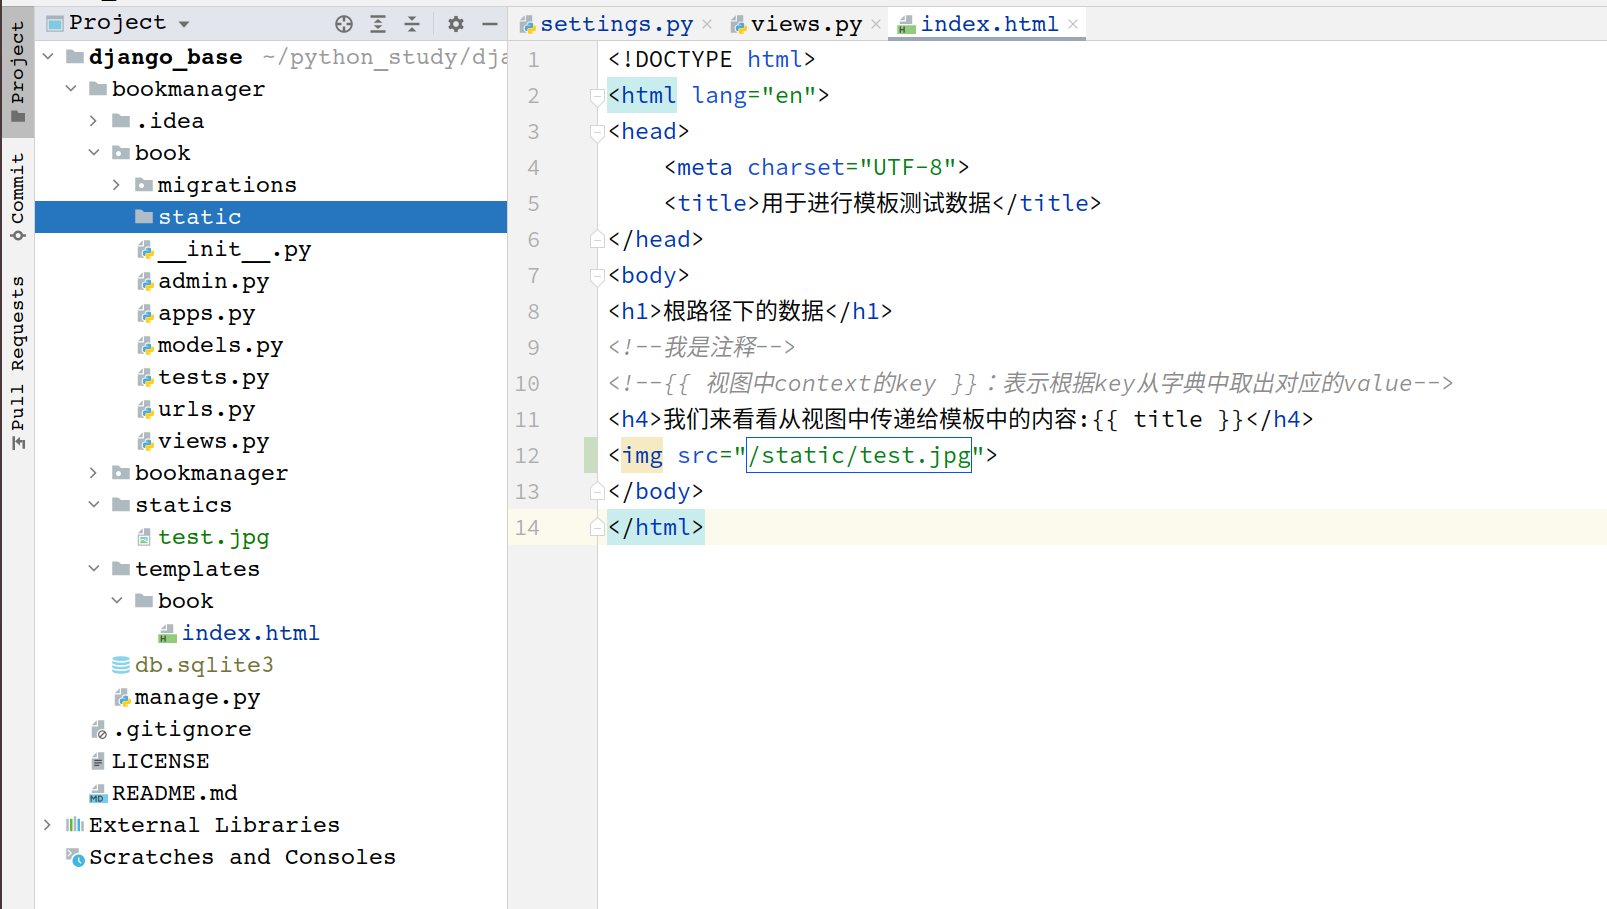 Project
settings.py
views.py
index.html
Project
Commit
Pull Requests
django_base ~/python_study/dja
bookmanager
.idea
book
migrations
static
__init__.py
admin.py
apps.py
models.py
tests.py
urls.py
views.py
bookmanager
statics
test.jpg
templates
book
index.html
db.sqlite3
manage.py
.gitignore
LICENSE
README.md
External Libraries
Scratches and Consoles
1 <!DOCTYPE html>
2 <html lang="en">
3 <head>
4 <meta charset="UTF-8">
5 <title>用于进行模板测试数据</title>
6 </head>
7 <body>
8 <h1>根路径下的数据</h1>
9 <!--我是注释-->
10 <!--{{ 视图中context的key }}：表示根据key从字典中取出对应的value-->
11 <h4>我们来看看从视图中传递给模板中的内容:{{ title }}</h4>
12 <img src="/static/test.jpg">
13 </body>
14 </html>